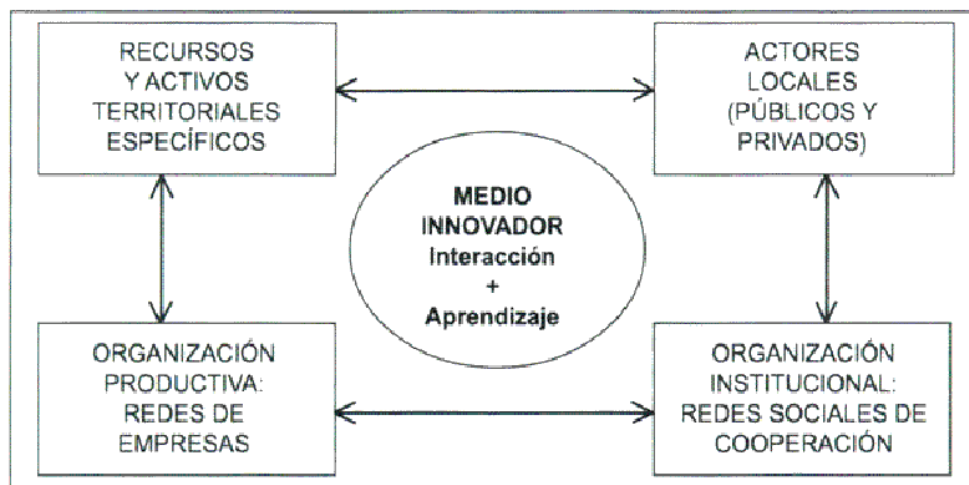 RECURSOS
Y ACTIVOS
TERRITORIALES
ESPECÍFICOS
ACTORES
LOCALES
(PÚBLICOS Y
PRIVADOS)
MEDIO
INNOVADOR
Interacción
+
Aprendizaje
ORGANIZACIÓN
PRODUCTIVA:
REDES DE
EMPRESAS
ORGANIZACIÓN
INSTITUCIONAL:
REDES SOCIALES DE
COOPERACIÓN